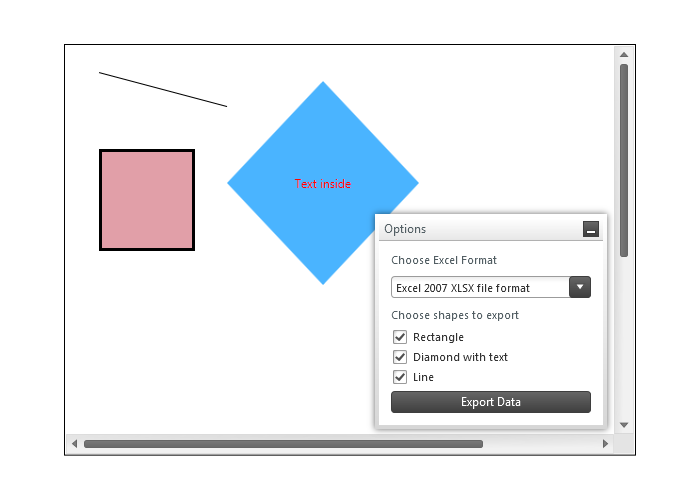 Text inside
Options
Choose Excel Format
Excel 2007 XLSX file format
Choose shapes to export
Rectangle
Diamond with text
Line
Export Data